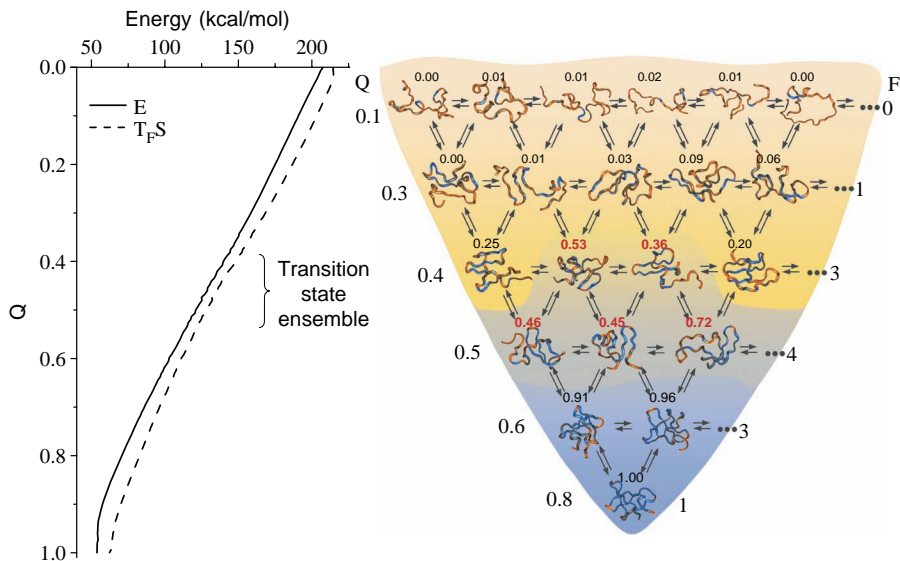 Energy (kcal/mol)
50 100 150 200
0.0
0.2
0.4
0.6
0.8
1.0
Q
E
T_FS
Transition
state
ensemble
Q F
0.00 0.01 0.01 0.02 0.01 0.00
0.1 0
0.00 0.01 0.03 0.09 0.06
0.3 1
0.25 0.53 0.36 0.20
0.4 3
0.46 0.45 0.72
0.5 4
0.91 0.96
0.6 3
1.00
0.8 1